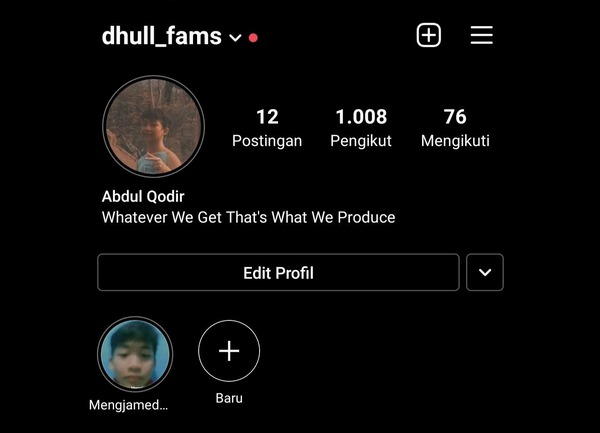 dhull_fams
12 1.008 76
Postingan Pengikut Mengikuti
Abdul Qodir
Whatever We Get That's What We Produce
Edit Profil
Baru
Mengjamed...